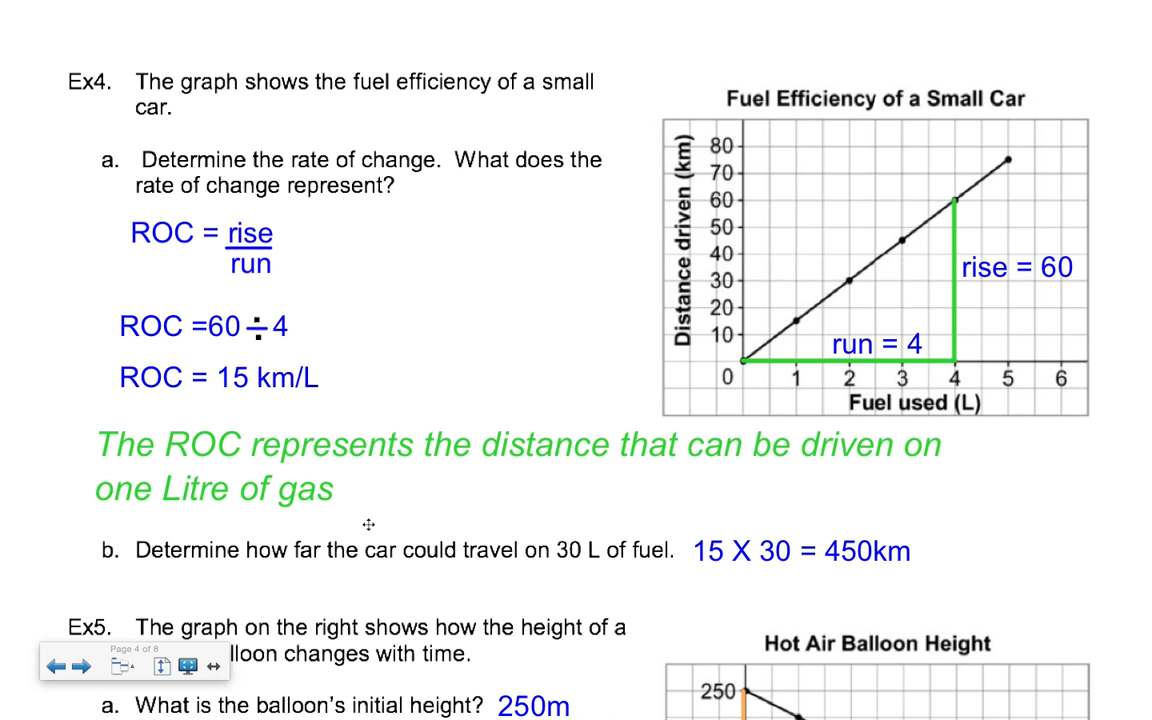 Ex4. The graph shows the fuel efficiency of a small
car.
Fuel Efficiency of a Small Car
a. Determine the rate of change. What does the
rate of change represent?
ROC = rise
run
ROC =60 ÷ 4
ROC = 15 km/L
Distance driven (km)
80
70
60
50
40
30
20
10
rise = 60
run = 4
0 1 2 3 4 5 6
Fuel used (L)
The ROC represents the distance that can be driven on
one Litre of gas
b. Determine how far the car could travel on 30 L of fuel. 15 X 30 = 450km
Ex5. The graph on the right shows how the height of a
Page 4 of 8
lloon changes with time.
Hot Air Balloon Height
a. What is the balloon's initial height? 250m
250